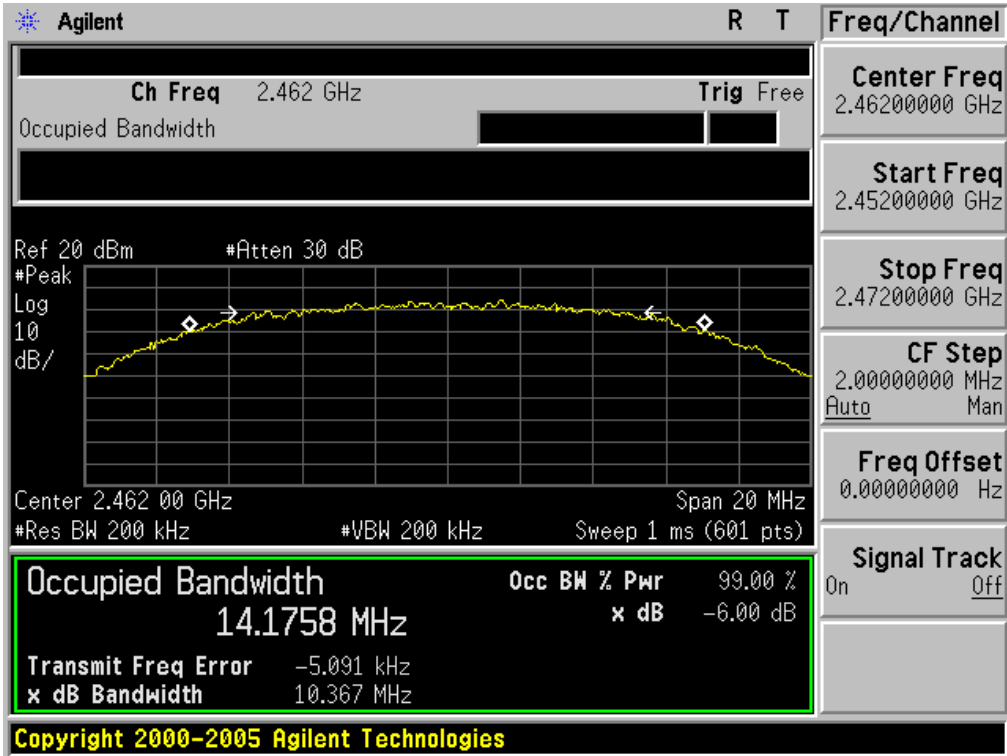 Agilent R T
Freq/Channel
Ch Freq 2.462 GHz Trig Free
Occupied Bandwidth
Center Freq
2.46200000 GHz
Start Freq
2.45200000 GHz
Stop Freq
2.47200000 GHz
CF Step
2.00000000 MHz
Auto Man
Freq Offset
0.00000000 Hz
Signal Track
On Off
Ref 20 dBm #Atten 30 dB
#Peak
Log
10
dB/
Center 2.462 00 GHz Span 20 MHz
#Res BW 200 kHz #VBW 200 kHz Sweep 1 ms (601 pts)
Occupied Bandwidth Occ BW % Pwr 99.00 %
14.1758 MHz x dB -6.00 dB
Transmit Freq Error -5.091 kHz
x dB Bandwidth 10.367 MHz
Copyright 2000-2005 Agilent Technologies